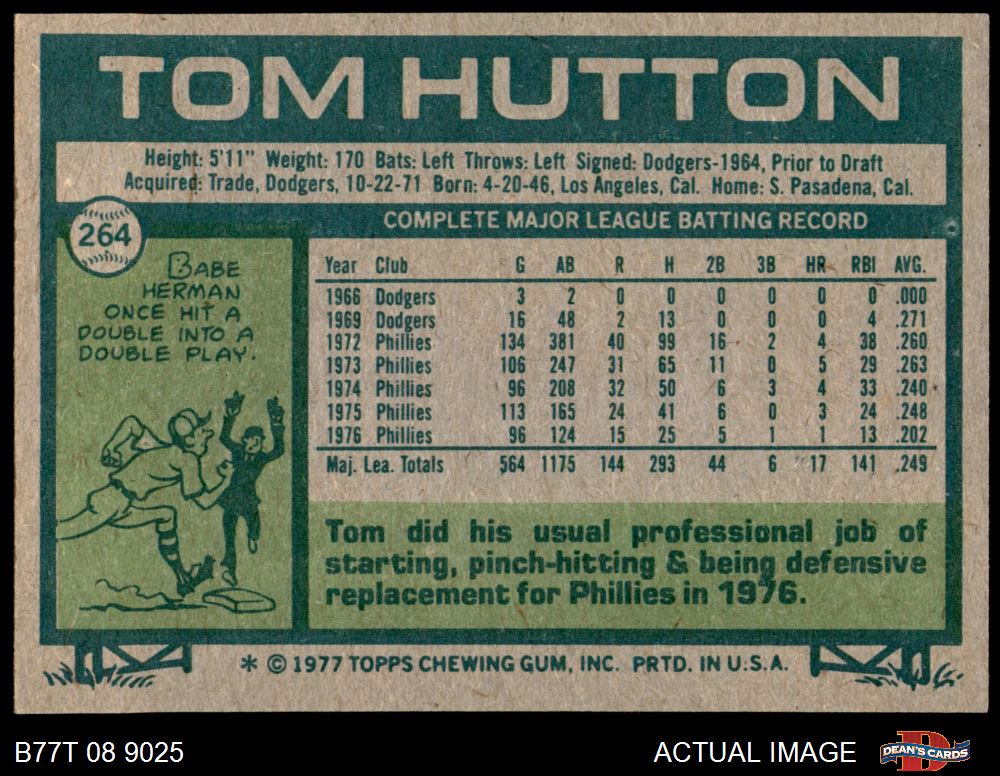 TOM HUTTON
Height: 5'11" Weight: 170 Bats: Left Throws: Left Signed: Dodgers-1964, Prior to Draft
Acquired: Trade, Dodgers, 10-22-71 Born: 4-20-46, Los Angeles, Cal. Home: S. Pasadena, Cal.
COMPLETE MAJOR LEAGUE BATTING RECORD
264
BABE
HERMAN
ONCE HIT A
DOUBLE INTO A
DOUBLE PLAY.
Year Club G AB R H 2B 3B HR RBI AVG.
1966 Dodgers 3 2 0 0 0 0 0 0 .000
1969 Dodgers 16 48 2 13 0 0 0 4 .271
1972 Phillies 134 381 40 99 16 2 4 38 .260
1973 Phillies 106 247 31 65 11 0 5 29 .263
1974 Phillies 96 208 32 50 6 3 4 33 .240
1975 Phillies 113 165 24 41 6 0 3 24 .248
1976 Phillies 96 124 15 25 5 1 1 13 .202
Maj. Lea. Totals 564 1175 144 293 44 6 17 141 .249
Tom did his usual professional job of
starting, pinch-hitting & being defensive
replacement for Phillies in 1976.
* © 1977 TOPPS CHEWING GUM, INC. PRTD. IN U.S.A.
B77T 08 9025
ACTUAL IMAGE
D
DEAN'S CARDS